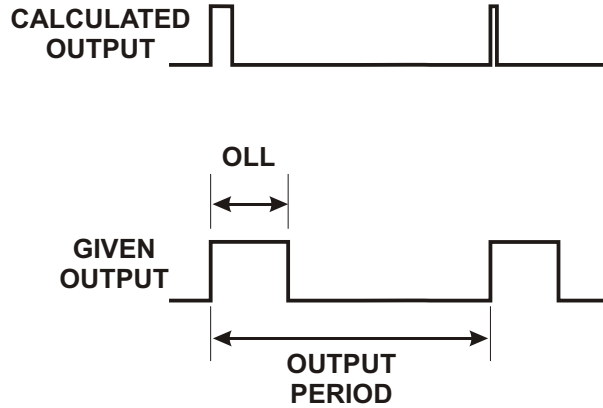 CALCULATED
OUTPUT
OLL
GIVEN
OUTPUT
OUTPUT
PERIOD